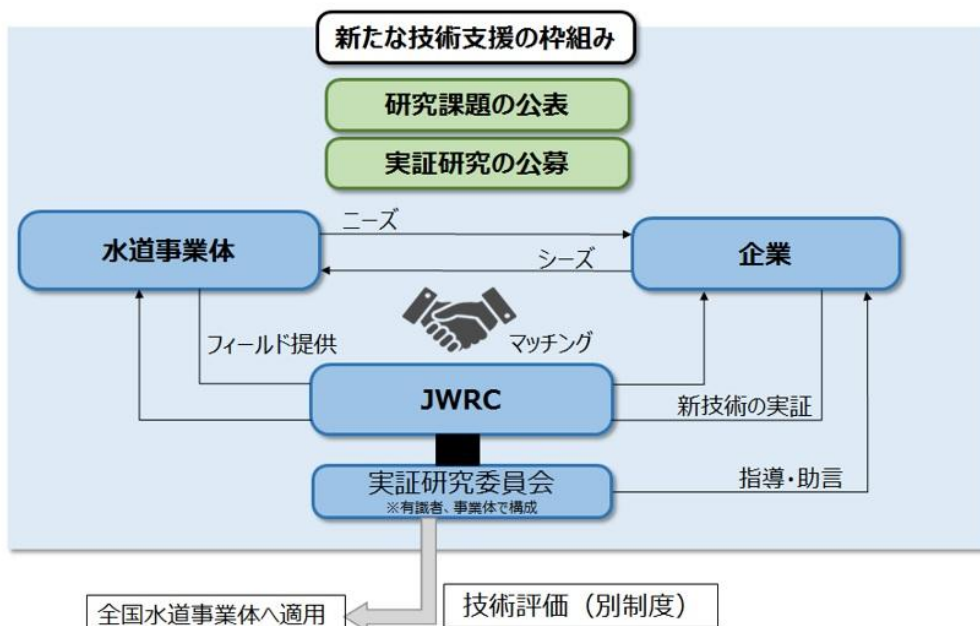 新たな技術支援の枠組み
研究課題の公表
実証研究の公募
ニーズ
水道事業体
企業
シーズ
フィールド提供
マッチング
JWRC
新技術の実証
実証研究委員会
※有識者、事業体で構成
指導・助言
技術評価（別制度）
全国水道事業体へ適用